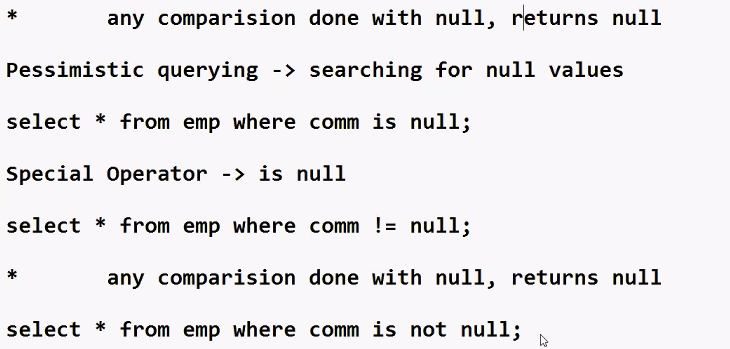 * any comparision done with null, returns null
Pessimistic querying -> searching for null values
select * from emp where comm is null;
Special Operator -> is null
select * from emp where comm != null;
* any comparision done with null, returns null
select * from emp where comm is not null;